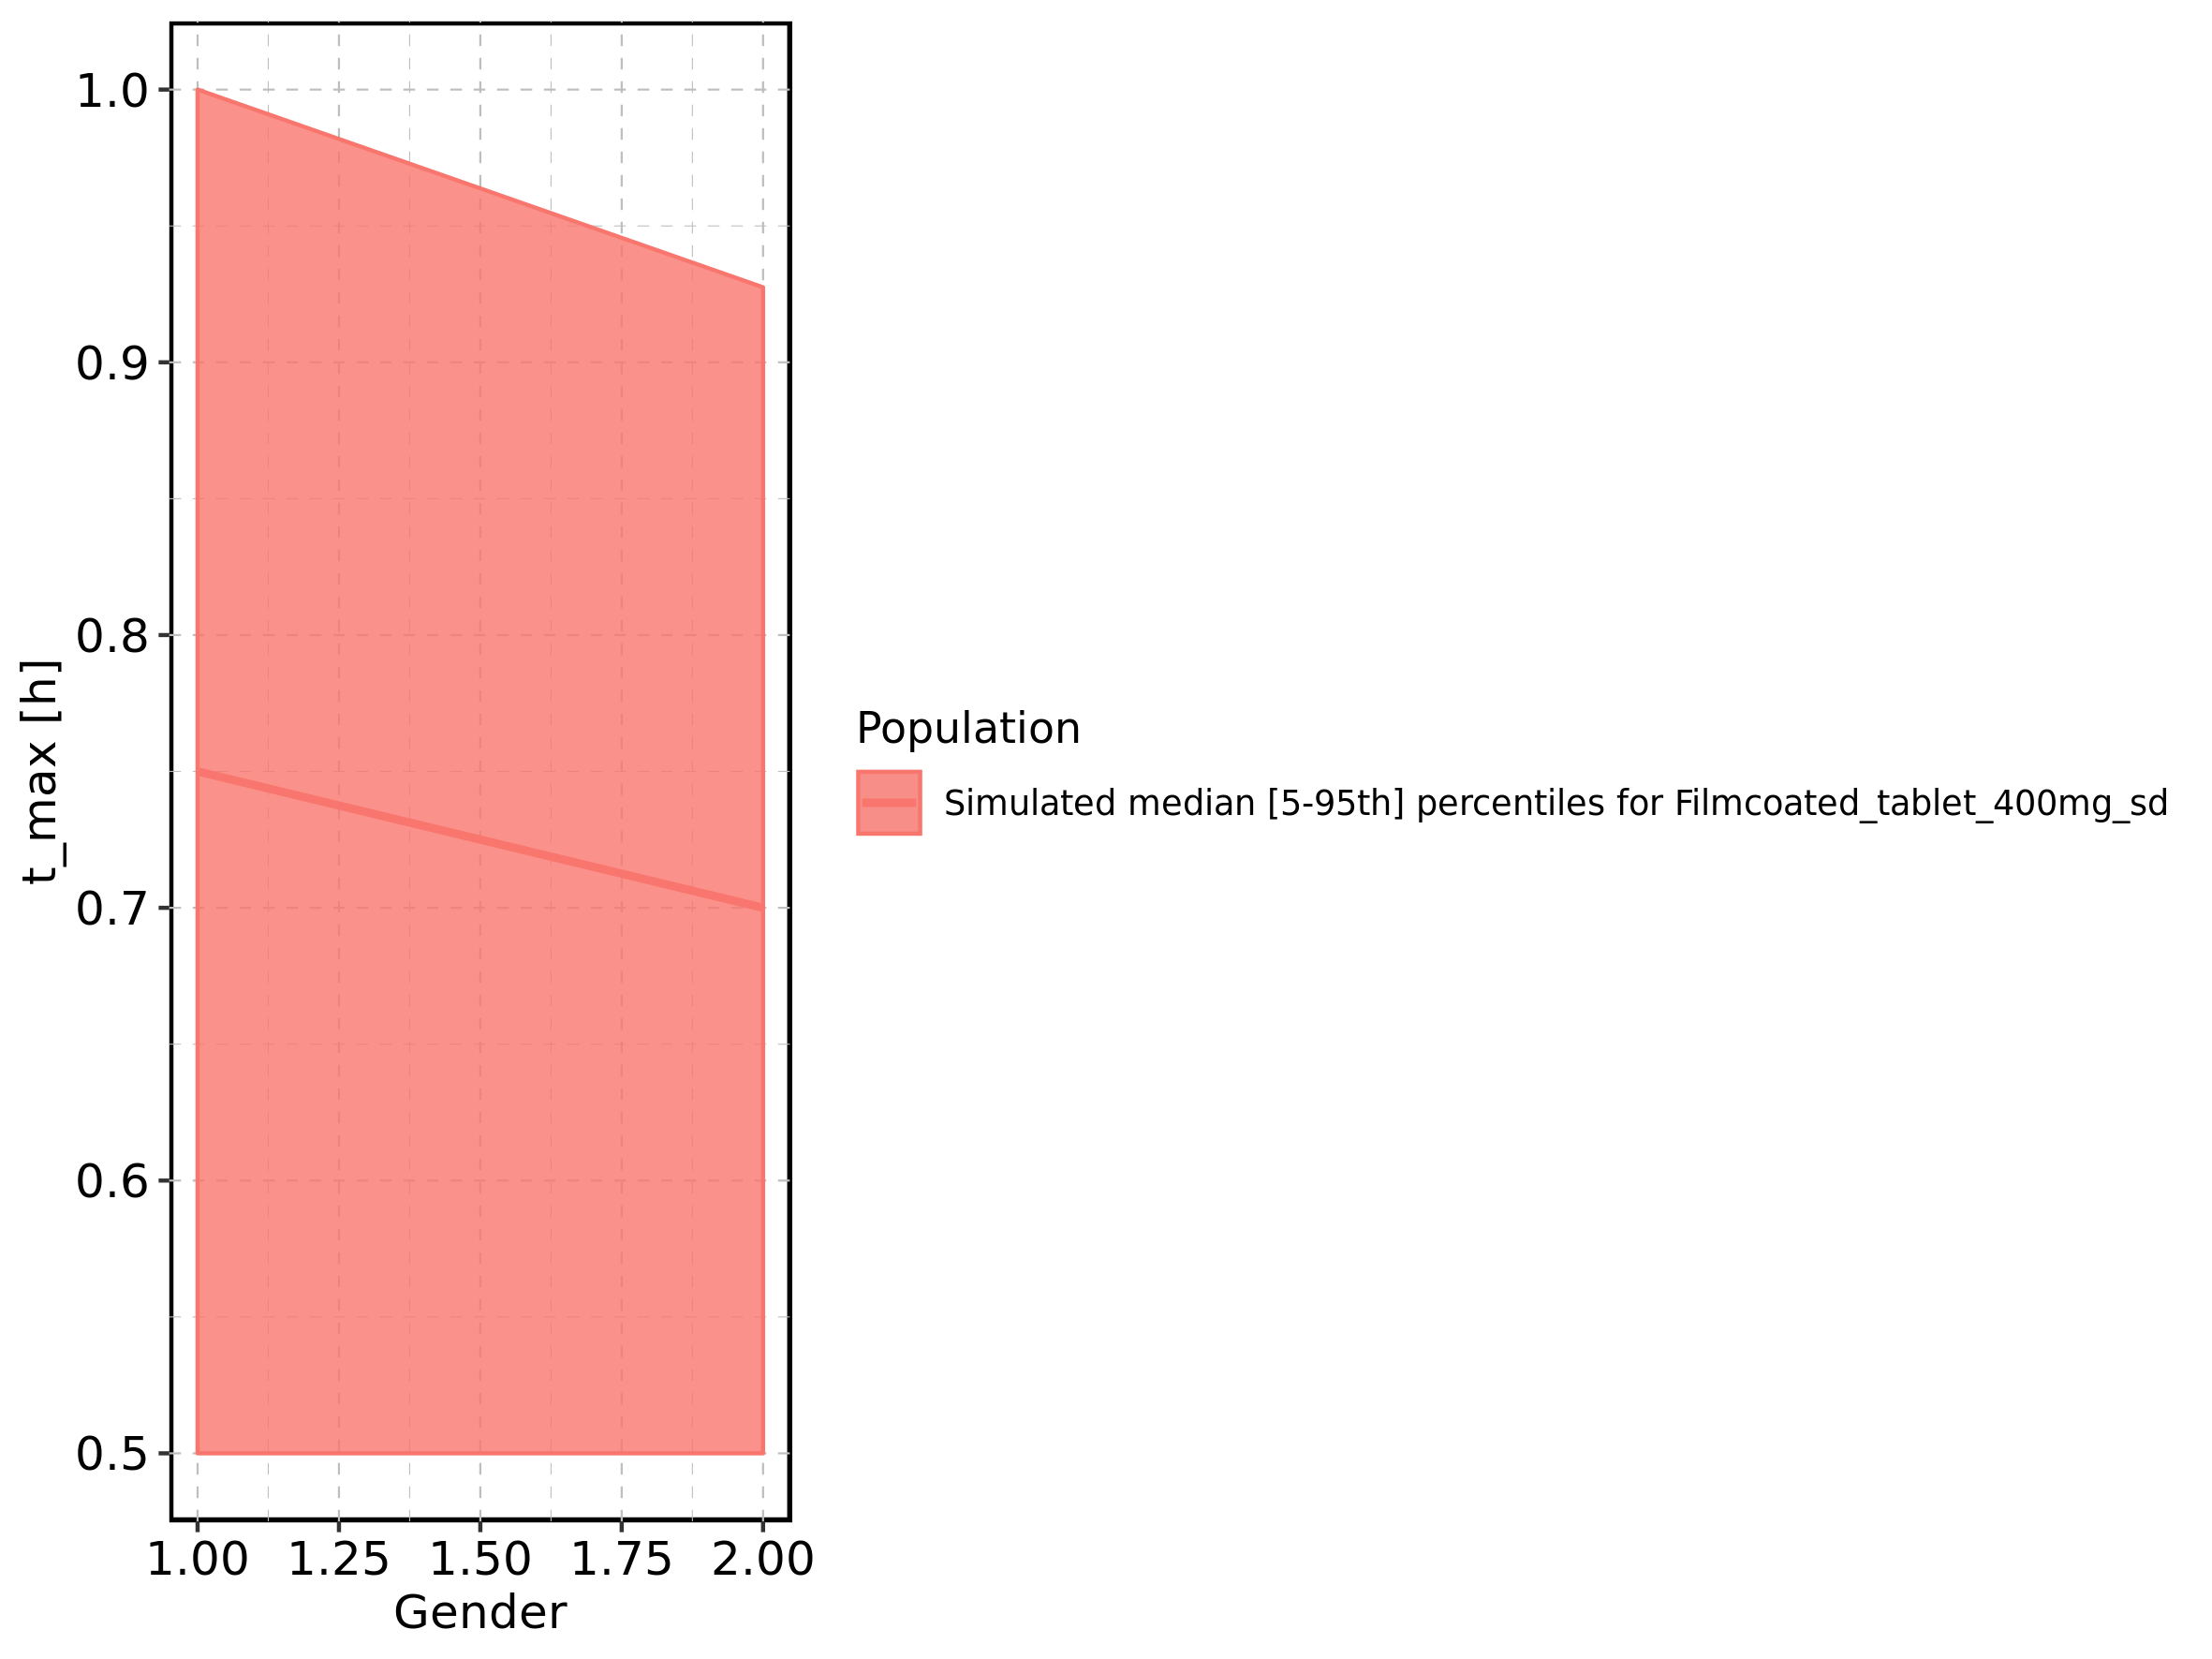 1.0
0.9
0.8
0.7
0.6
0.5
t_max [h]
1.00 1.25 1.50 1.75 2.00
Gender
Population
Simulated median [5-95th] percentiles for Filmcoated_tablet_400mg_sd